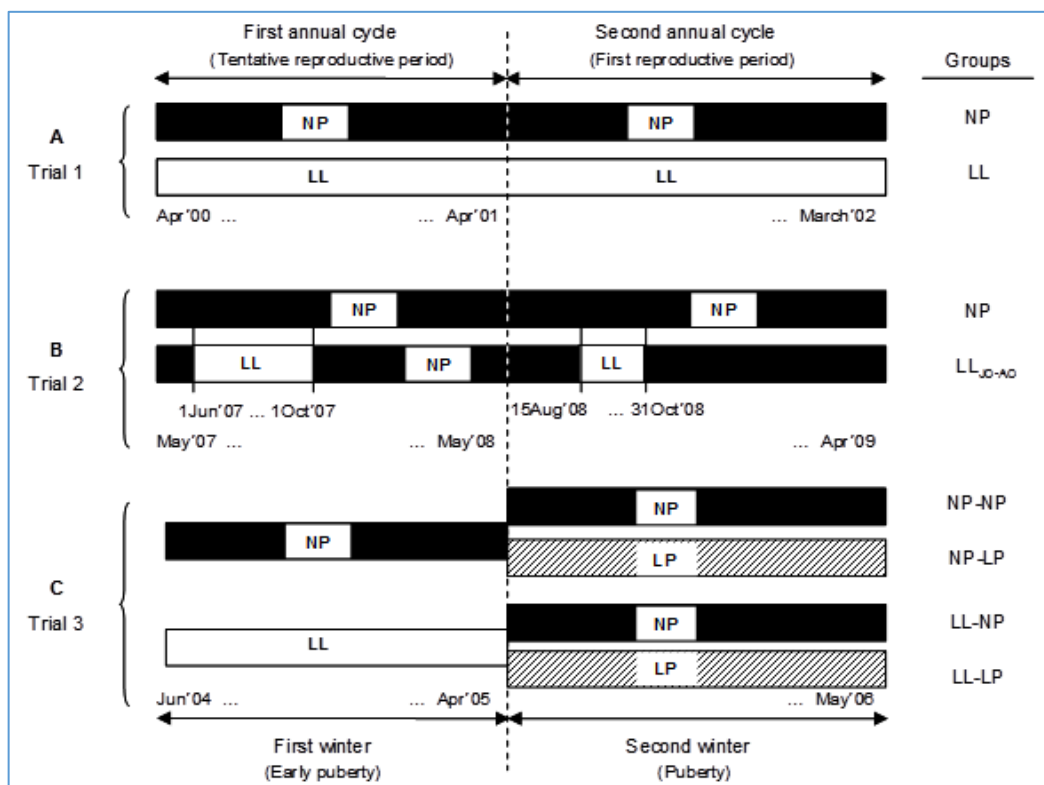 First annual cycle
(Tentative reproductive period)
Second annual cycle
(First reproductive period)
Groups
A
Trial 1
NP
NP
NP
LL
LL
LL
Apr'00 ...
... Apr'01
... March'02
B
Trial 2
NP
NP
NP
LL
NP
LL
LLJO-AO
1Jun'07 ... 1Oct'07
15Aug'08 ... 31Oct'08
May'07 ...
... May'08
... Apr'09
C
Trial 3
NP
NP
NP-NP
LP
NP-LP
LL
NP
LL-NP
LP
LL-LP
Jun'04 ...
... Apr'05
... May'06
First winter
(Early puberty)
Second winter
(Puberty)